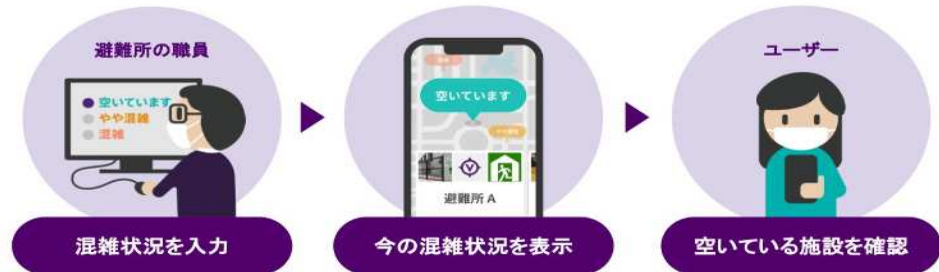 避難所の職員
空いています
やや混雑
混雑
混雑状況を入力
空いています
避難所 A
今の混雑状況を表示
ユーザー
空いている施設を確認